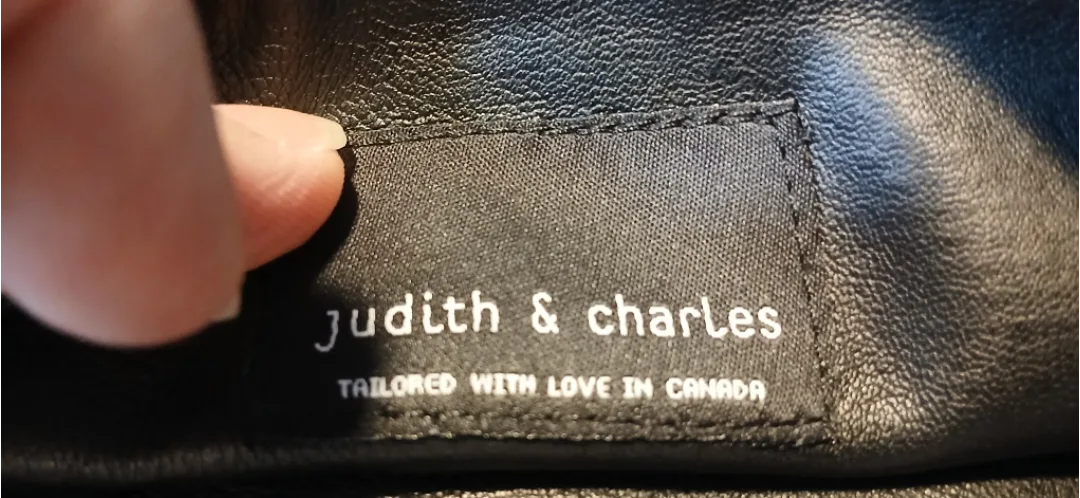 judith & charles
TAILORED WITH LOVE IN CANADA